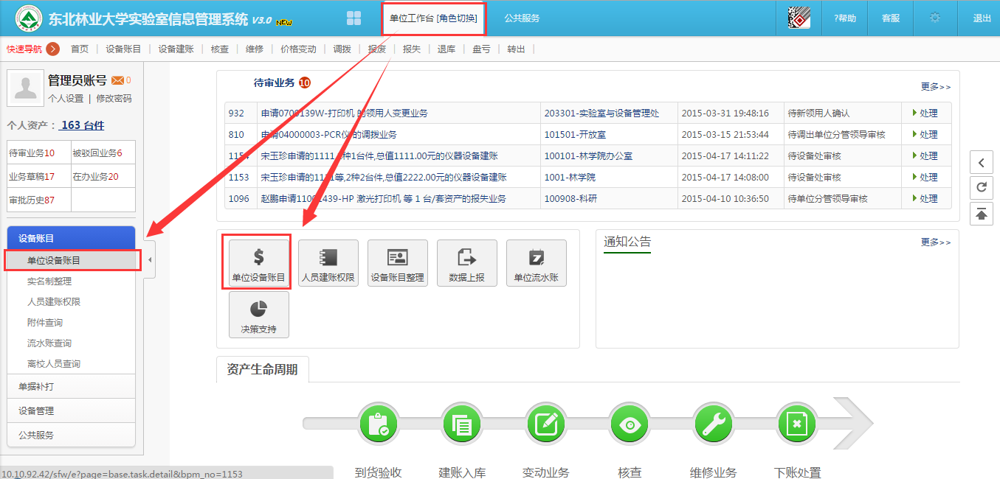 东北林业大学实验室信息管理系统 V3.0 NEW
单位工作台 [角色切换]
公共服务
?帮助
客服
退出
快速导航 首页 设备账目 设备建账 核查 维修 价格变动 调拨 报废 报失 退库 盘亏 转出
管理员账号 0
个人设置 | 修改密码
个人资产： 163 台件
待审业务10 被驳回业务6
业务草稿17 在办业务20
审批历史87
设备账目
单位设备账目
实名制整理
人员建账权限
附件查询
流水账查询
离校人员查询
单据补打
设备管理
公共服务
待审业务 10
更多>>
932 申请0700139W-打印机 的领用人变更业务 203301-实验室与设备管理处 2015-03-31 19:48:16 待新领用人确认 处理
810 申请04000003-PCR仪 的调拨业务 101501-开放室 2015-03-15 21:53:44 待调出单位分管领导审核 处理
1154 宋玉珍申请的1111,1种1台件,总值1111.00元的仪器设备建账 100101-林学院办公室 2015-04-17 14:11:22 待设备处审核 处理
1153 宋玉珍申请的1111等,2种2台件,总值2222.00元的仪器设备建账 1001-林学院 2015-04-17 14:08:00 待设备处审核 处理
1096 赵鹏申请11001439-HP 激光打印机 等 1 台/套资产的报失业务 100908-科研 2015-04-10 10:36:50 待单位分管领导审核 处理
单位设备账目
人员建账权限
设备账目整理
数据上报
单位流水账
决策支持
通知公告
更多>>
资产生命周期
到货验收
建账入库
变动业务
核查
维修业务
下账处置
10.10.92.42/sfw/e?page=base.task.detail&bpm_no=1153